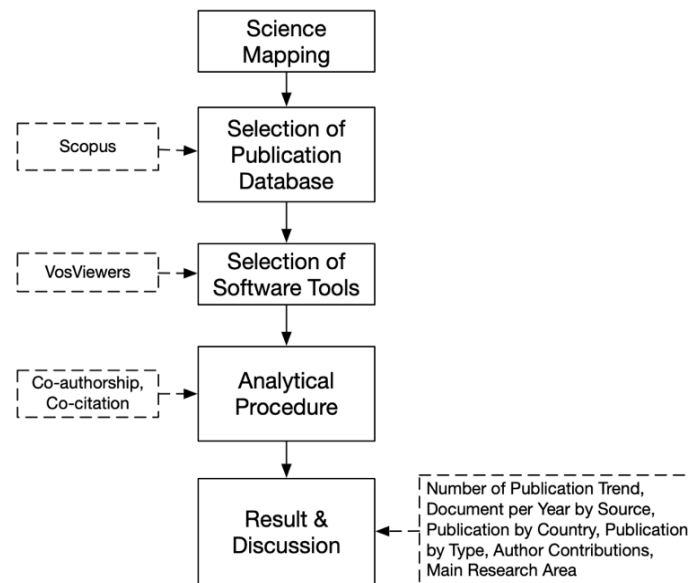 Science
Mapping
Scopus
Selection of
Publication
Database
VosViewers
Selection of
Software Tools
Co-authorship,
Co-citation
Analytical
Procedure
Result &
Discussion
Number of Publication Trend,
Document per Year by Source,
Publication by Country, Publication
by Type, Author Contributions,
Main Research Area